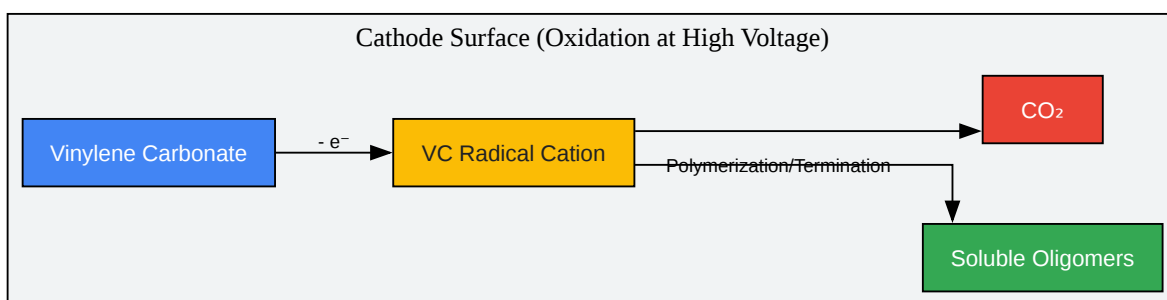 Cathode Surface (Oxidation at High Voltage)
Vinylene Carbonate
- e⁻
VC Radical Cation
CO₂
Polymerization/Termination
Soluble Oligomers